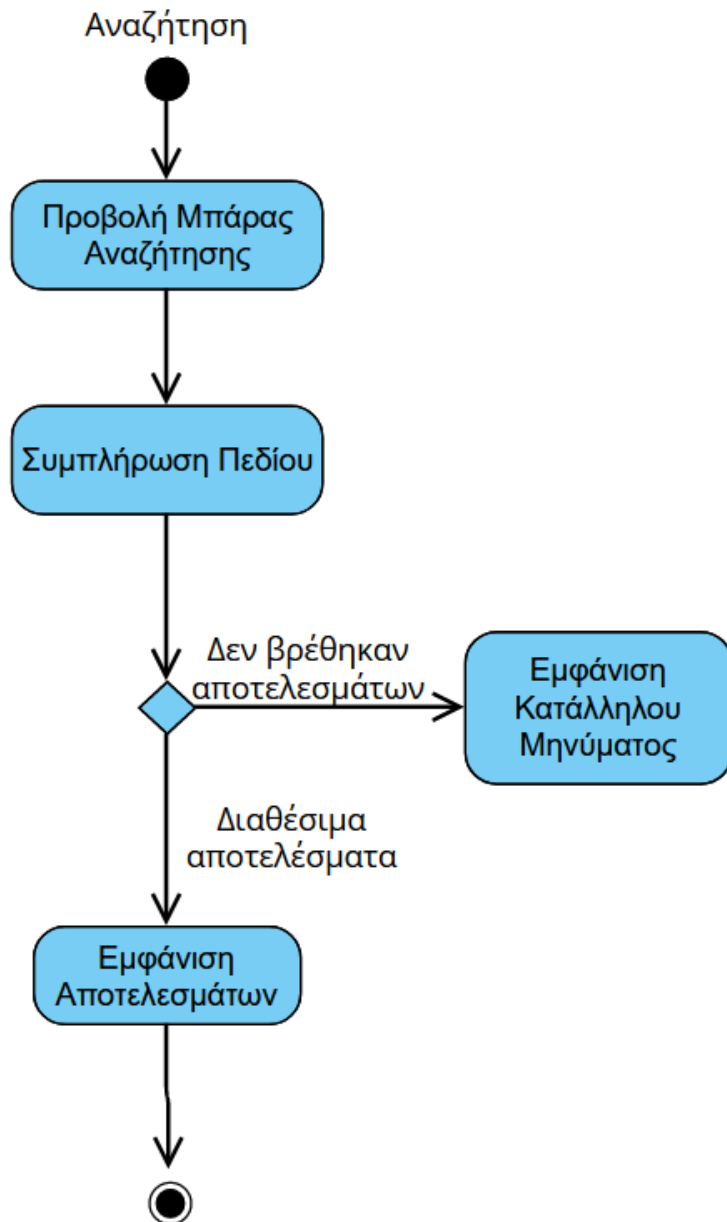 Αναζήτηση
Προβολή Μπάρας
Αναζήτησης
Συμπλήρωση Πεδίου
Δεν βρέθηκαν
αποτελεσμάτων
Εμφάνιση
Κατάλληλου
Μηνύματος
Διαθέσιμα
αποτελέσματα
Εμφάνιση
Αποτελεσμάτων